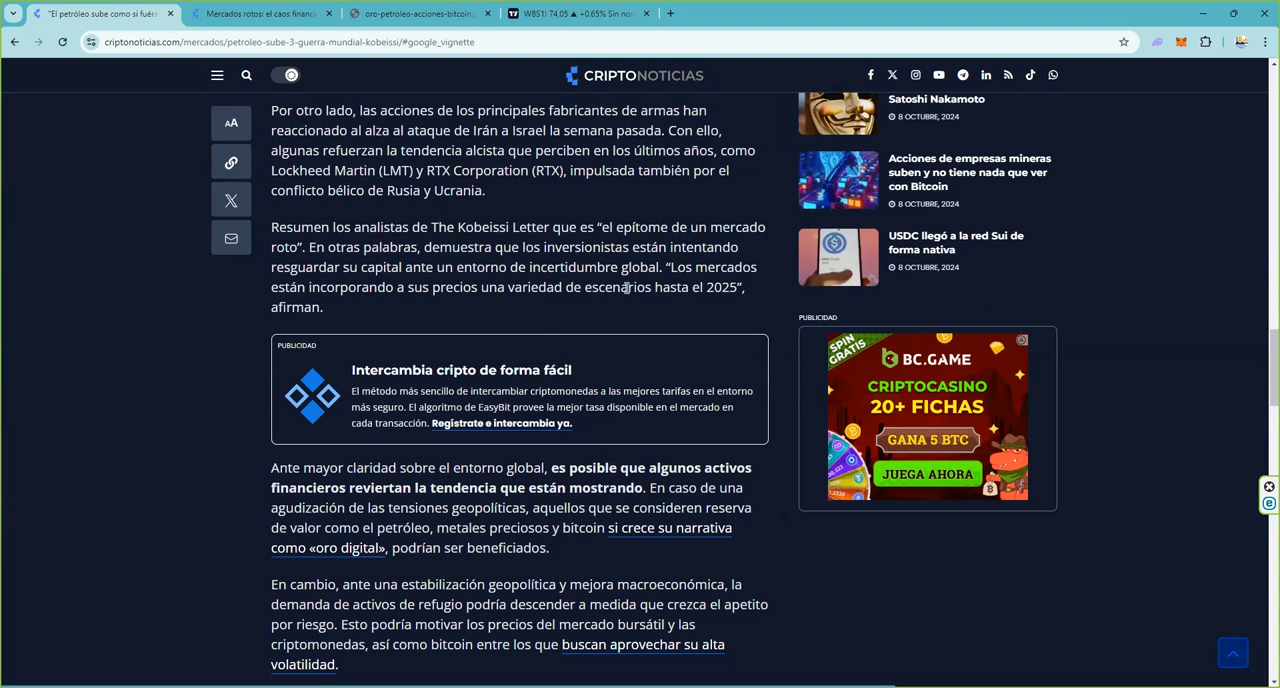 "El petróleo sube como si fuéra
Mercados rotos: el caos financi
oro-petroleo-acciones-bitcoin.p
WBS1! 74,05 ▲ +0.65% Sin nom
criptonoticias.com/mercados/petroleo-sube-3-guerra-mundial-kobeissi/#google_vignette
CRIPTONOTICIAS
AA
Por otro lado, las acciones de los principales fabricantes de armas han
reaccionado al alza al ataque de Irán a Israel la semana pasada. Con ello,
algunas refuerzan la tendencia alcista que perciben en los últimos años, como
Lockheed Martin (LMT) y RTX Corporation (RTX), impulsada también por el
conflicto bélico de Rusia y Ucrania.
Resumen los analistas de The Kobeissi Letter que es “el epítome de un mercado
roto”. En otras palabras, demuestra que los inversionistas están intentando
resguardar su capital ante un entorno de incertidumbre global. “Los mercados
están incorporando a sus precios una variedad de escenarios hasta el 2025”,
afirman.
PUBLICIDAD
Intercambia cripto de forma fácil
El método más sencillo de intercambiar criptomonedas a las mejores tarifas en el entorno
más seguro. El algoritmo de EasyBit provee la mejor tasa disponible en el mercado en
cada transacción. Regístrate e intercambia ya.
Ante mayor claridad sobre el entorno global, es posible que algunos activos
financieros reviertan la tendencia que están mostrando. En caso de una
agudización de las tensiones geopolíticas, aquellos que se consideren reserva
de valor como el petróleo, metales preciosos y bitcoin si crece su narrativa
como «oro digital», podrían ser beneficiados.
En cambio, ante una estabilización geopolítica y mejora macroeconómica, la
demanda de activos de refugio podría descender a medida que crezca el apetito
por riesgo. Esto podría motivar los precios del mercado bursátil y las
criptomonedas, así como bitcoin entre los que buscan aprovechar su alta
volatilidad.
Satoshi Nakamoto
8 OCTUBRE, 2024
Acciones de empresas mineras
suben y no tiene nada que ver
con Bitcoin
8 OCTUBRE, 2024
USDC llegó a la red Sui de
forma nativa
8 OCTUBRE, 2024
PUBLICIDAD
SPIN
GRATIS
BC.GAME
CRIPTOCASINO
20+ FICHAS
GANA 5 BTC
JUEGA AHORA